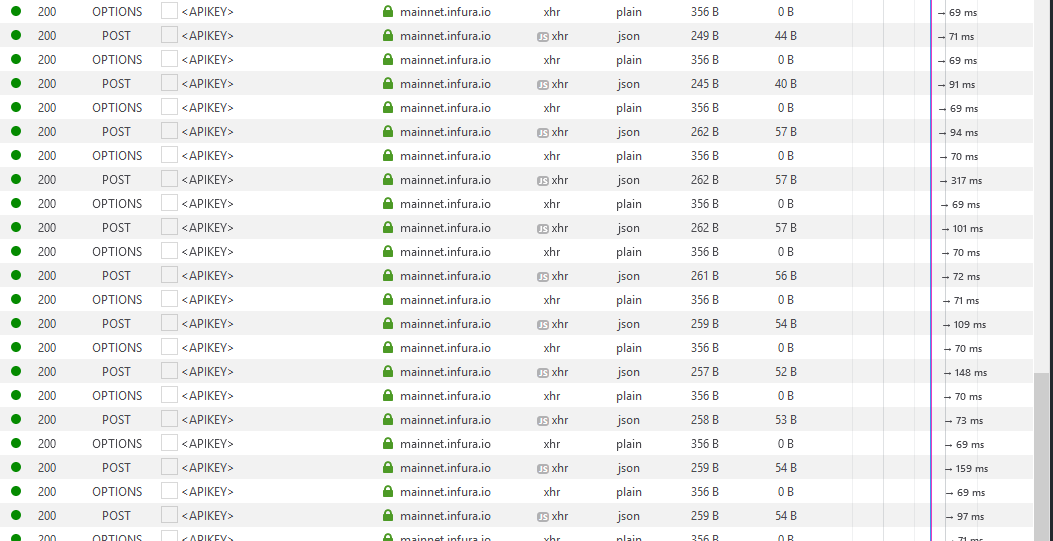 200 OPTIONS <APIKEY> mainnet.infura.io xhr plain 356 B 0 B → 69 ms
200 POST <APIKEY> mainnet.infura.io JS xhr json 249 B 44 B → 71 ms
200 OPTIONS <APIKEY> mainnet.infura.io xhr plain 356 B 0 B → 69 ms
200 POST <APIKEY> mainnet.infura.io JS xhr json 245 B 40 B → 91 ms
200 OPTIONS <APIKEY> mainnet.infura.io xhr plain 356 B 0 B → 69 ms
200 POST <APIKEY> mainnet.infura.io JS xhr json 262 B 57 B → 94 ms
200 OPTIONS <APIKEY> mainnet.infura.io xhr plain 356 B 0 B → 70 ms
200 POST <APIKEY> mainnet.infura.io JS xhr json 262 B 57 B → 317 ms
200 OPTIONS <APIKEY> mainnet.infura.io xhr plain 356 B 0 B → 69 ms
200 POST <APIKEY> mainnet.infura.io JS xhr json 262 B 57 B → 101 ms
200 OPTIONS <APIKEY> mainnet.infura.io xhr plain 356 B 0 B → 70 ms
200 POST <APIKEY> mainnet.infura.io JS xhr json 261 B 56 B → 72 ms
200 OPTIONS <APIKEY> mainnet.infura.io xhr plain 356 B 0 B → 71 ms
200 POST <APIKEY> mainnet.infura.io JS xhr json 259 B 54 B → 109 ms
200 OPTIONS <APIKEY> mainnet.infura.io xhr plain 356 B 0 B → 70 ms
200 POST <APIKEY> mainnet.infura.io JS xhr json 257 B 52 B → 148 ms
200 OPTIONS <APIKEY> mainnet.infura.io xhr plain 356 B 0 B → 70 ms
200 POST <APIKEY> mainnet.infura.io JS xhr json 258 B 53 B → 73 ms
200 OPTIONS <APIKEY> mainnet.infura.io xhr plain 356 B 0 B → 69 ms
200 POST <APIKEY> mainnet.infura.io JS xhr json 259 B 54 B → 159 ms
200 OPTIONS <APIKEY> mainnet.infura.io xhr plain 356 B 0 B → 69 ms
200 POST <APIKEY> mainnet.infura.io JS xhr json 259 B 54 B → 97 ms
200 OPTIONS <APIKEY> mainnet.infura.io xhr plain 356 B 0 B → 71 ms